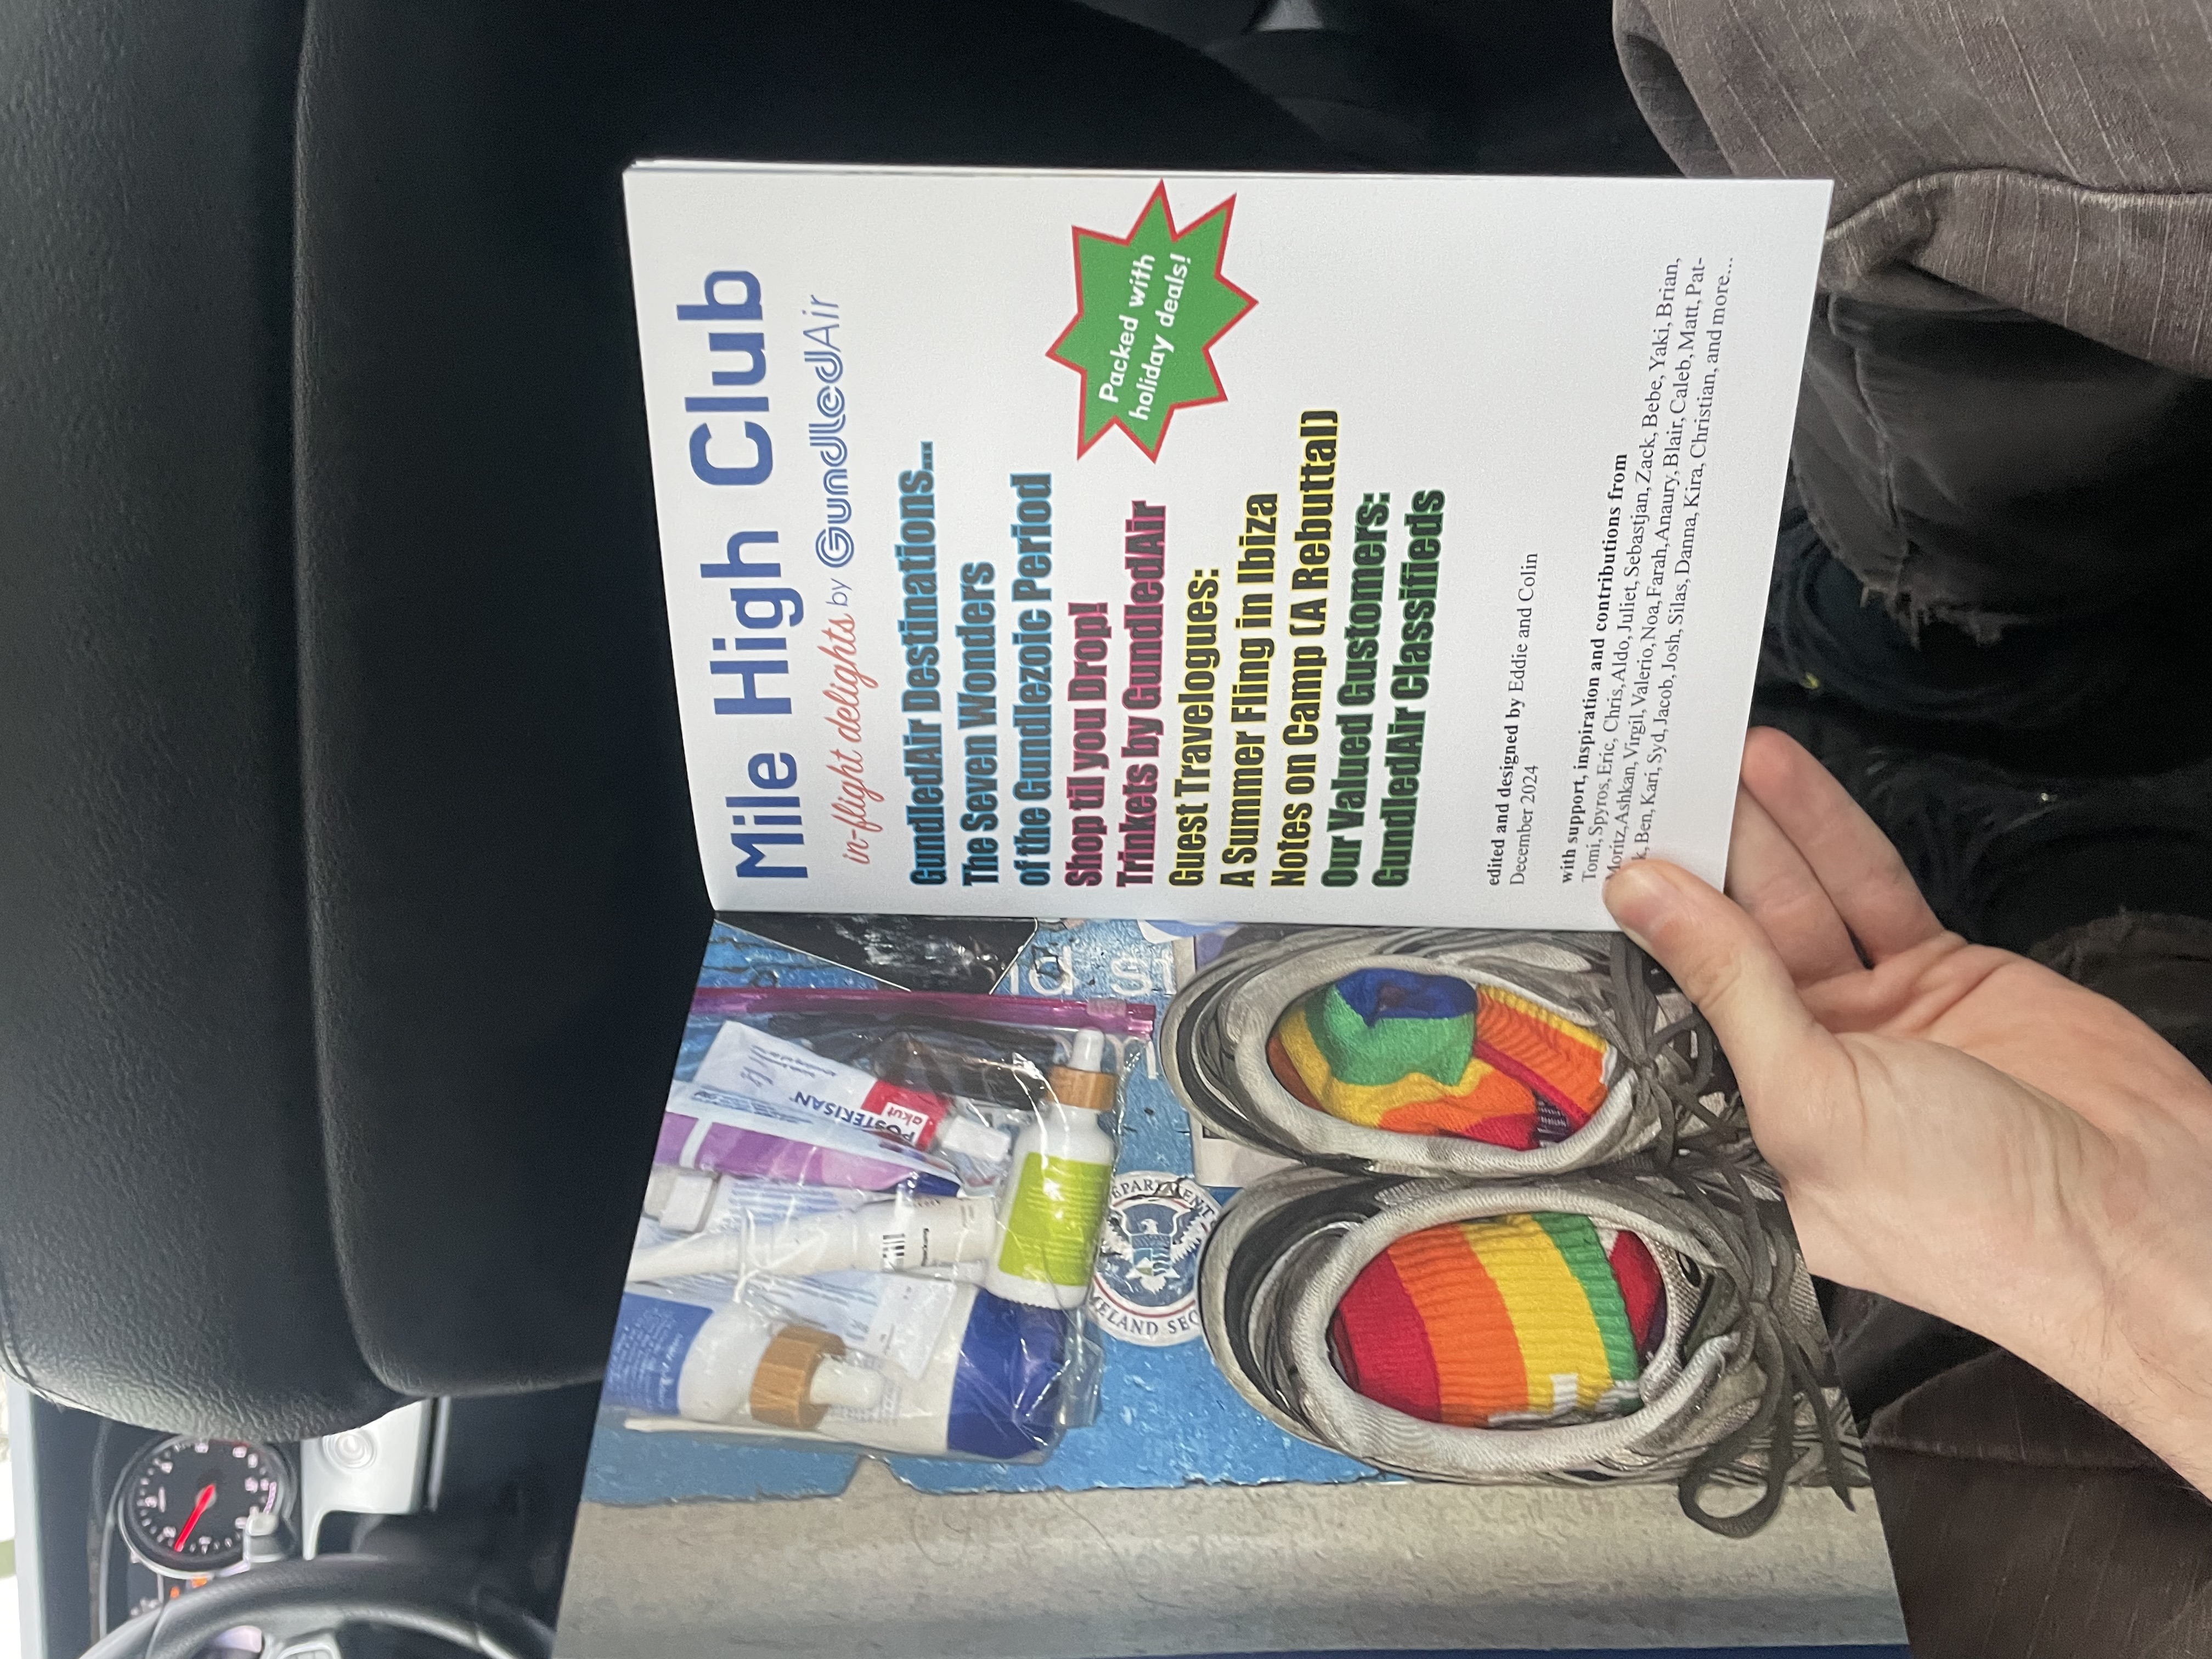 POSTERISAN
akut
Mile High Club
in-flight delights by GundledAir
GundledAir Destinations...
The Seven Wonders
of the Gundlezoic Period
Shop til you Drop!
Trinkets by GundledAir
Guest Travelogues:
A Summer Fling in Ibiza
Notes on Camp (A Rebuttal)
Our Valued Gustomers:
GundledAir Classifieds
Packed with
holiday deals!
edited and designed by Eddie and Colin
December 2024
with support, inspiration and contributions from
Tomi, Spyros, Eric, Chris, Aldo, Juliet, Sebastjan, Zack, Bebe, Yaki, Brian,
Moritz, Ashkan, Virgil, Valerio, Noa, Farah, Anaury, Blair, Caleb, Matt, Pat-
Ben, Kari, Syd, Jacob, Josh, Silas, Danna, Kira, Christian, and more...